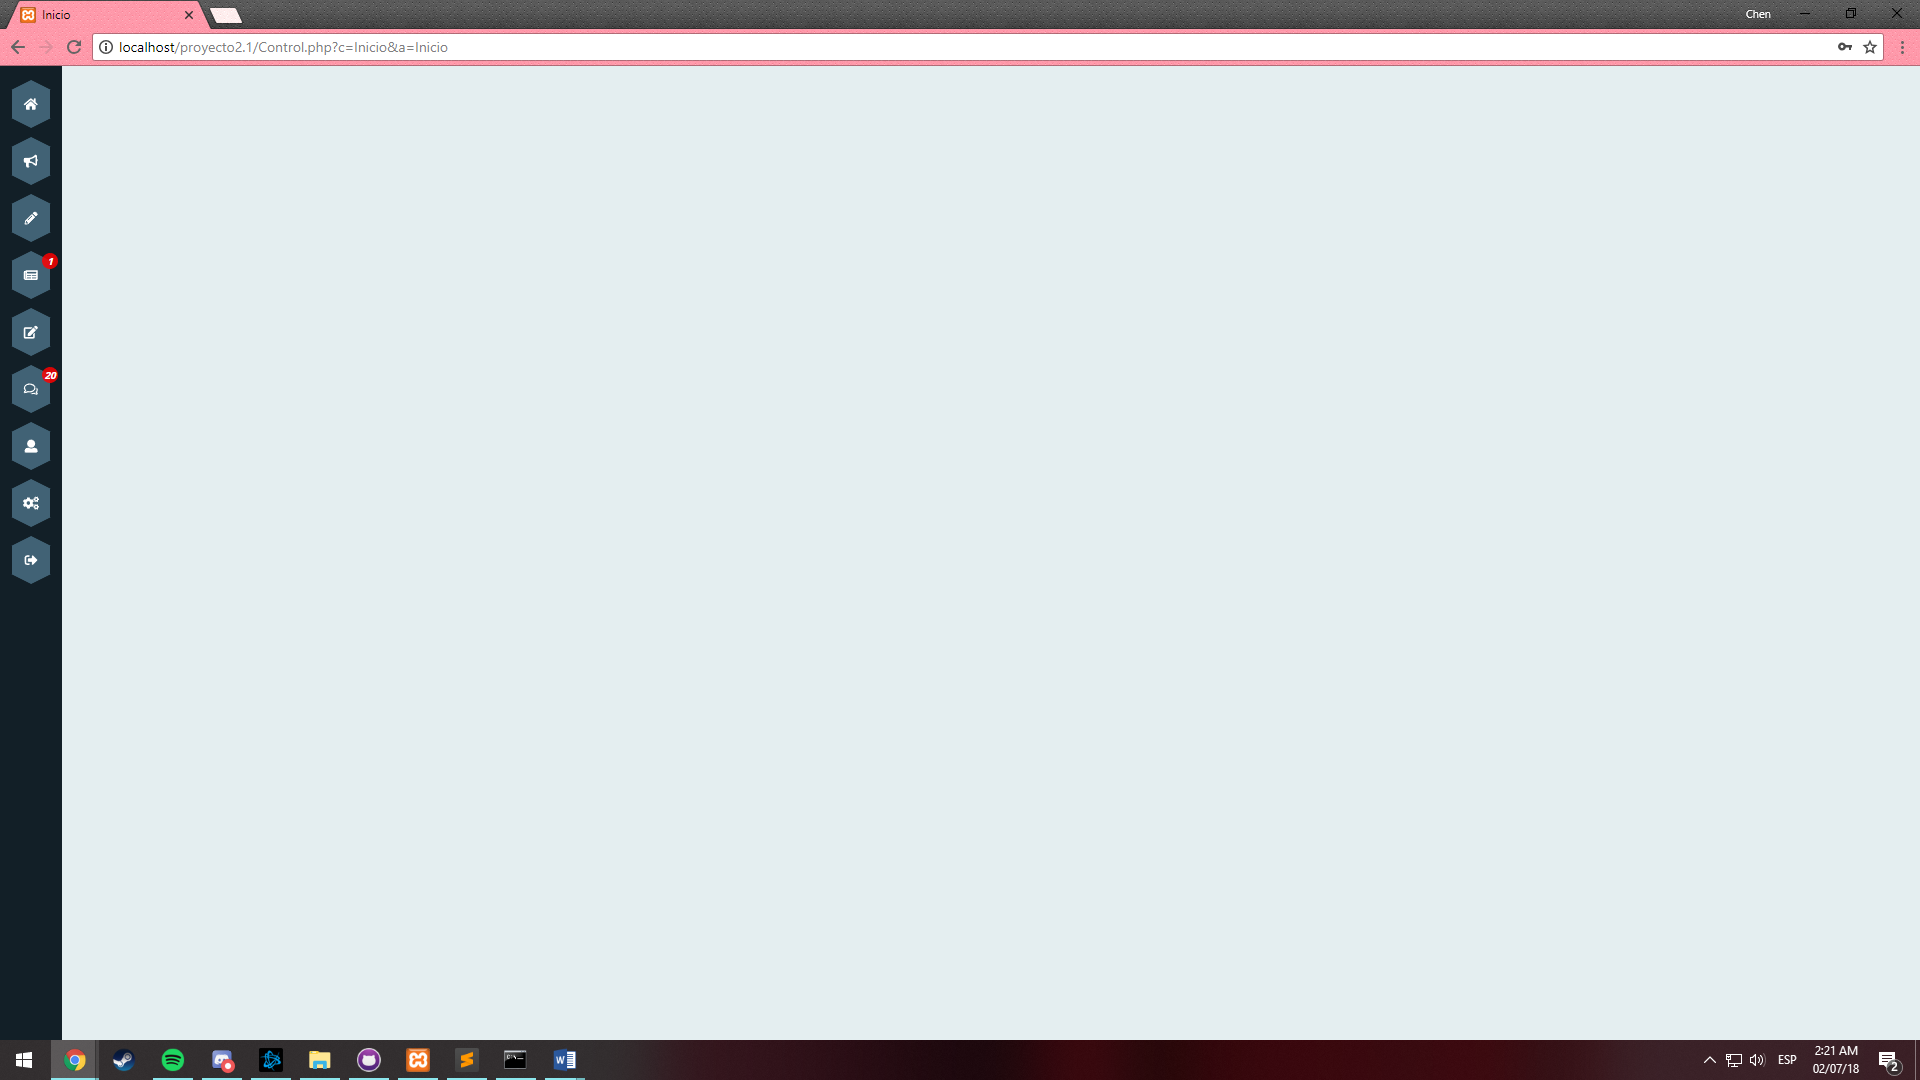 Inicio
Chen
localhost/proyecto2.1/Control.php?c=Inicio&a=Inicio
1
20
ESP
2:21 AM
02/07/18
2